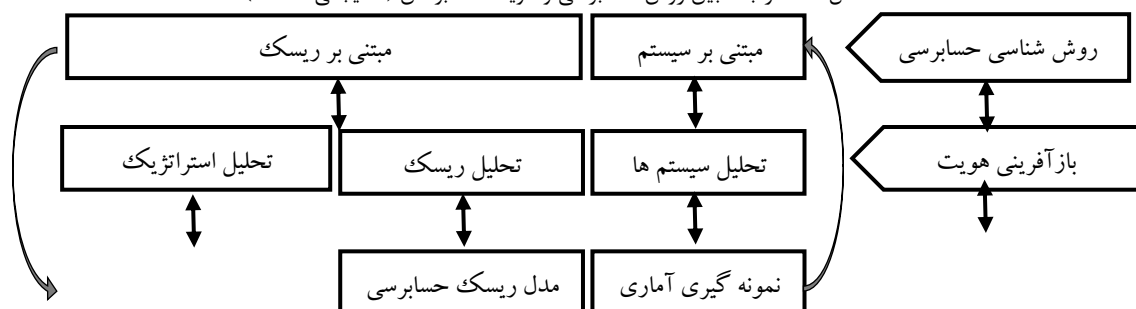 روش شناسی حسابرسی
مبتنی بر سیستم
مبتنی بر ریسک
بازآفرینی هویت
تحلیل سیستم ها
تحلیل ریسک
تحلیل استراتژیک
نمونه گیری آماری
مدل ریسک حسابرسی